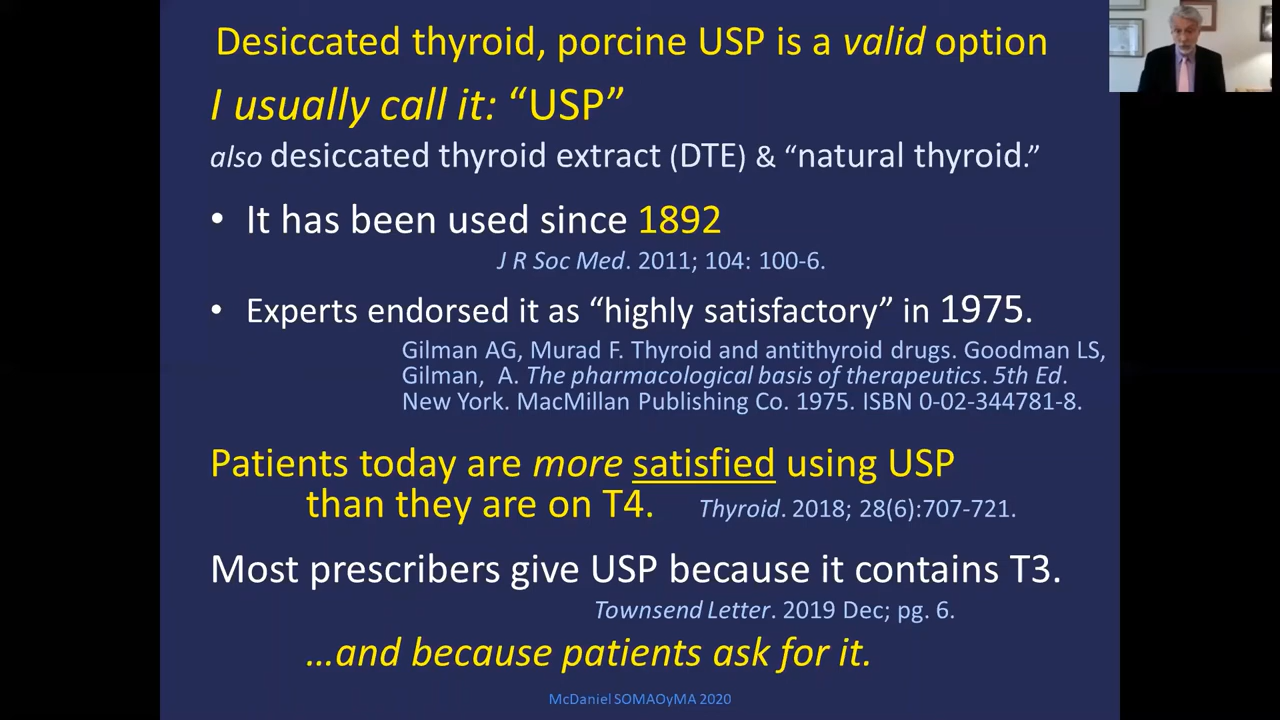 Desiccated thyroid, porcine USP is a valid option
I usually call it: “USP”
also desiccated thyroid extract (DTE) & “natural thyroid.”
• It has been used since 1892
J R Soc Med. 2011; 104: 100-6.
• Experts endorsed it as “highly satisfactory” in 1975.
Gilman AG, Murad F. Thyroid and antithyroid drugs. Goodman LS,
Gilman, A. The pharmacological basis of therapeutics. 5th Ed.
New York. MacMillan Publishing Co. 1975. ISBN 0-02-344781-8.
Patients today are more satisfied using USP
than they are on T4. Thyroid. 2018; 28(6):707-721.
Most prescribers give USP because it contains T3.
Townsend Letter. 2019 Dec; pg. 6.
…and because patients ask for it.
McDaniel SOMAOyMA 2020